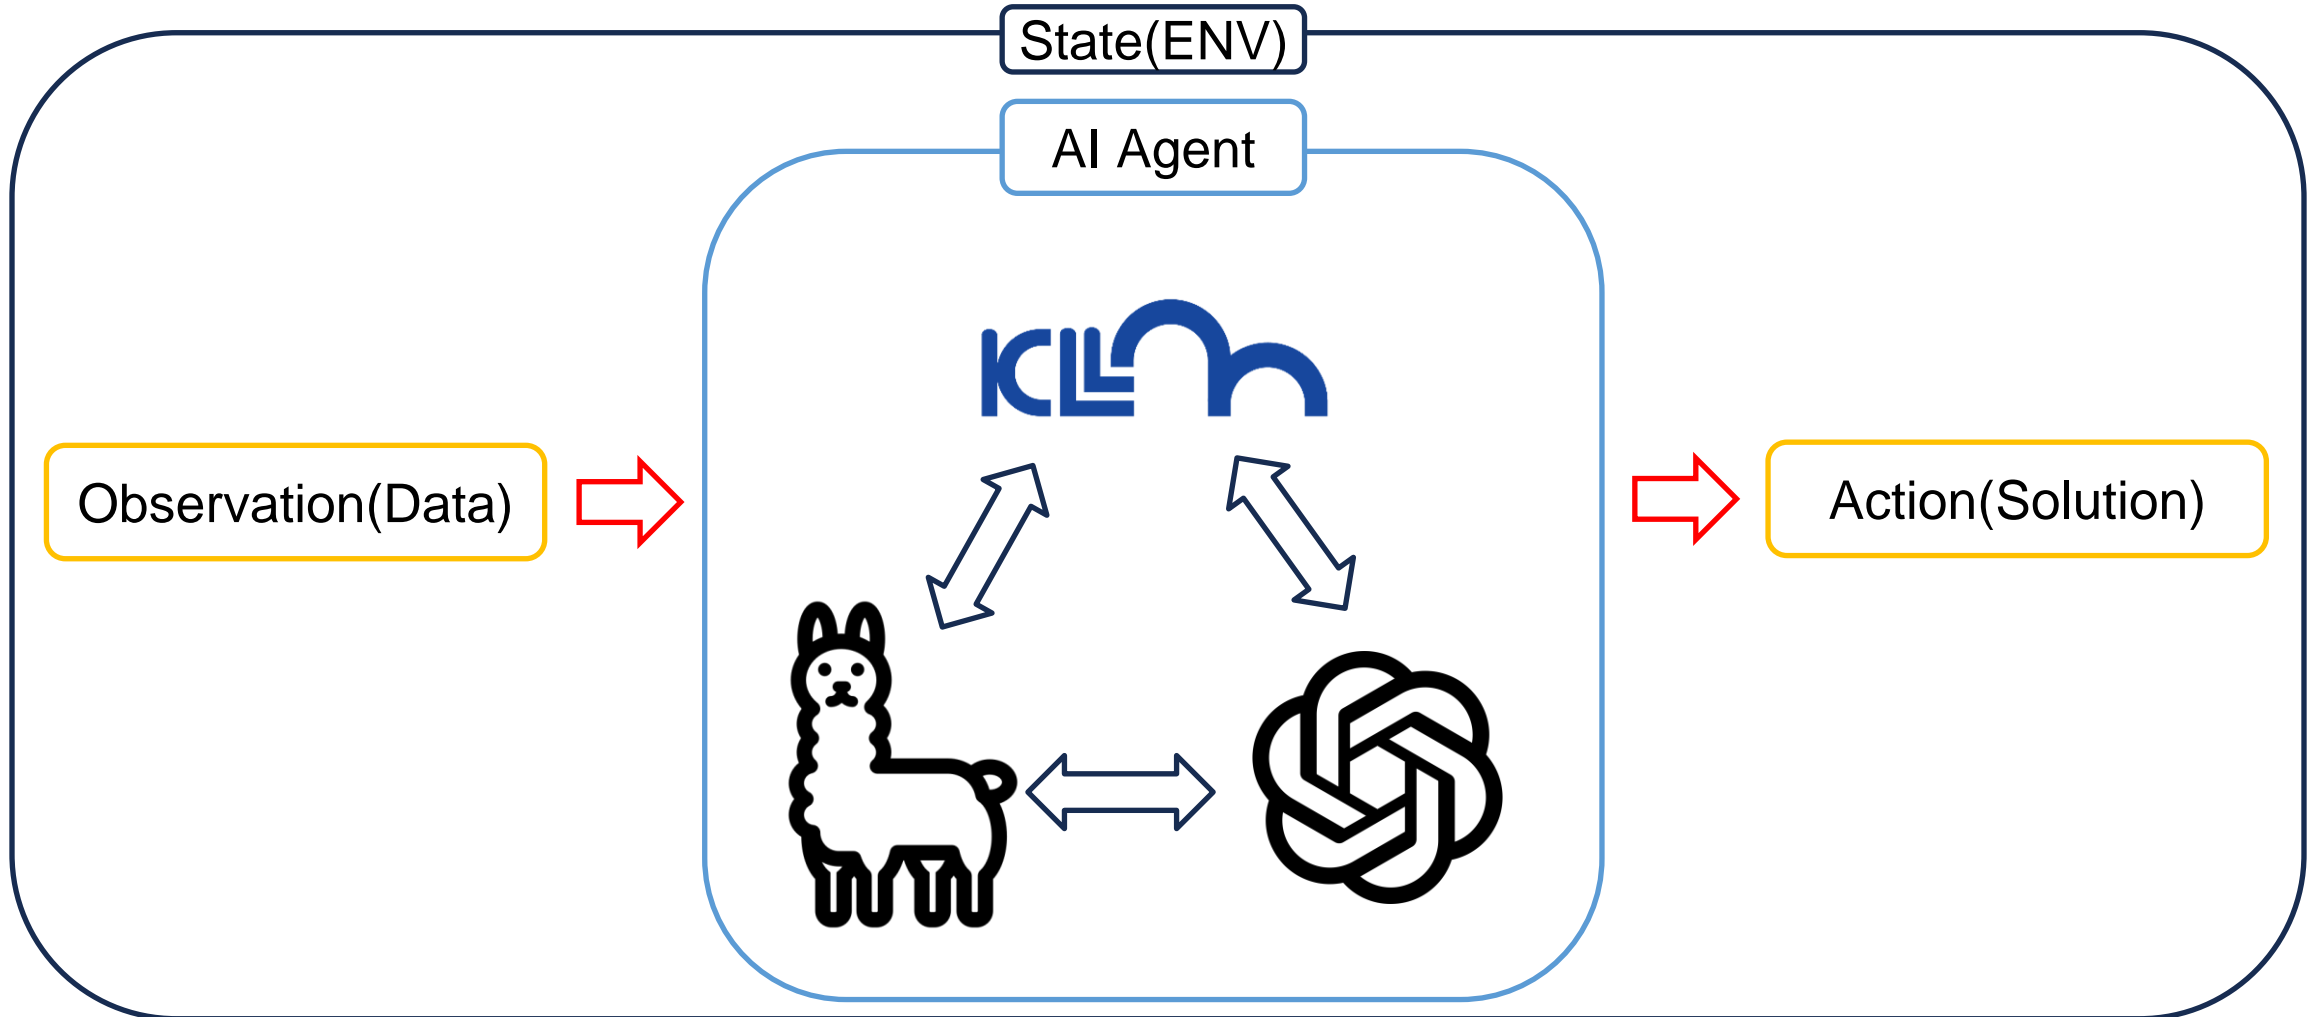 State(ENV)
AI Agent
KLLm
Observation(Data)
Action(Solution)